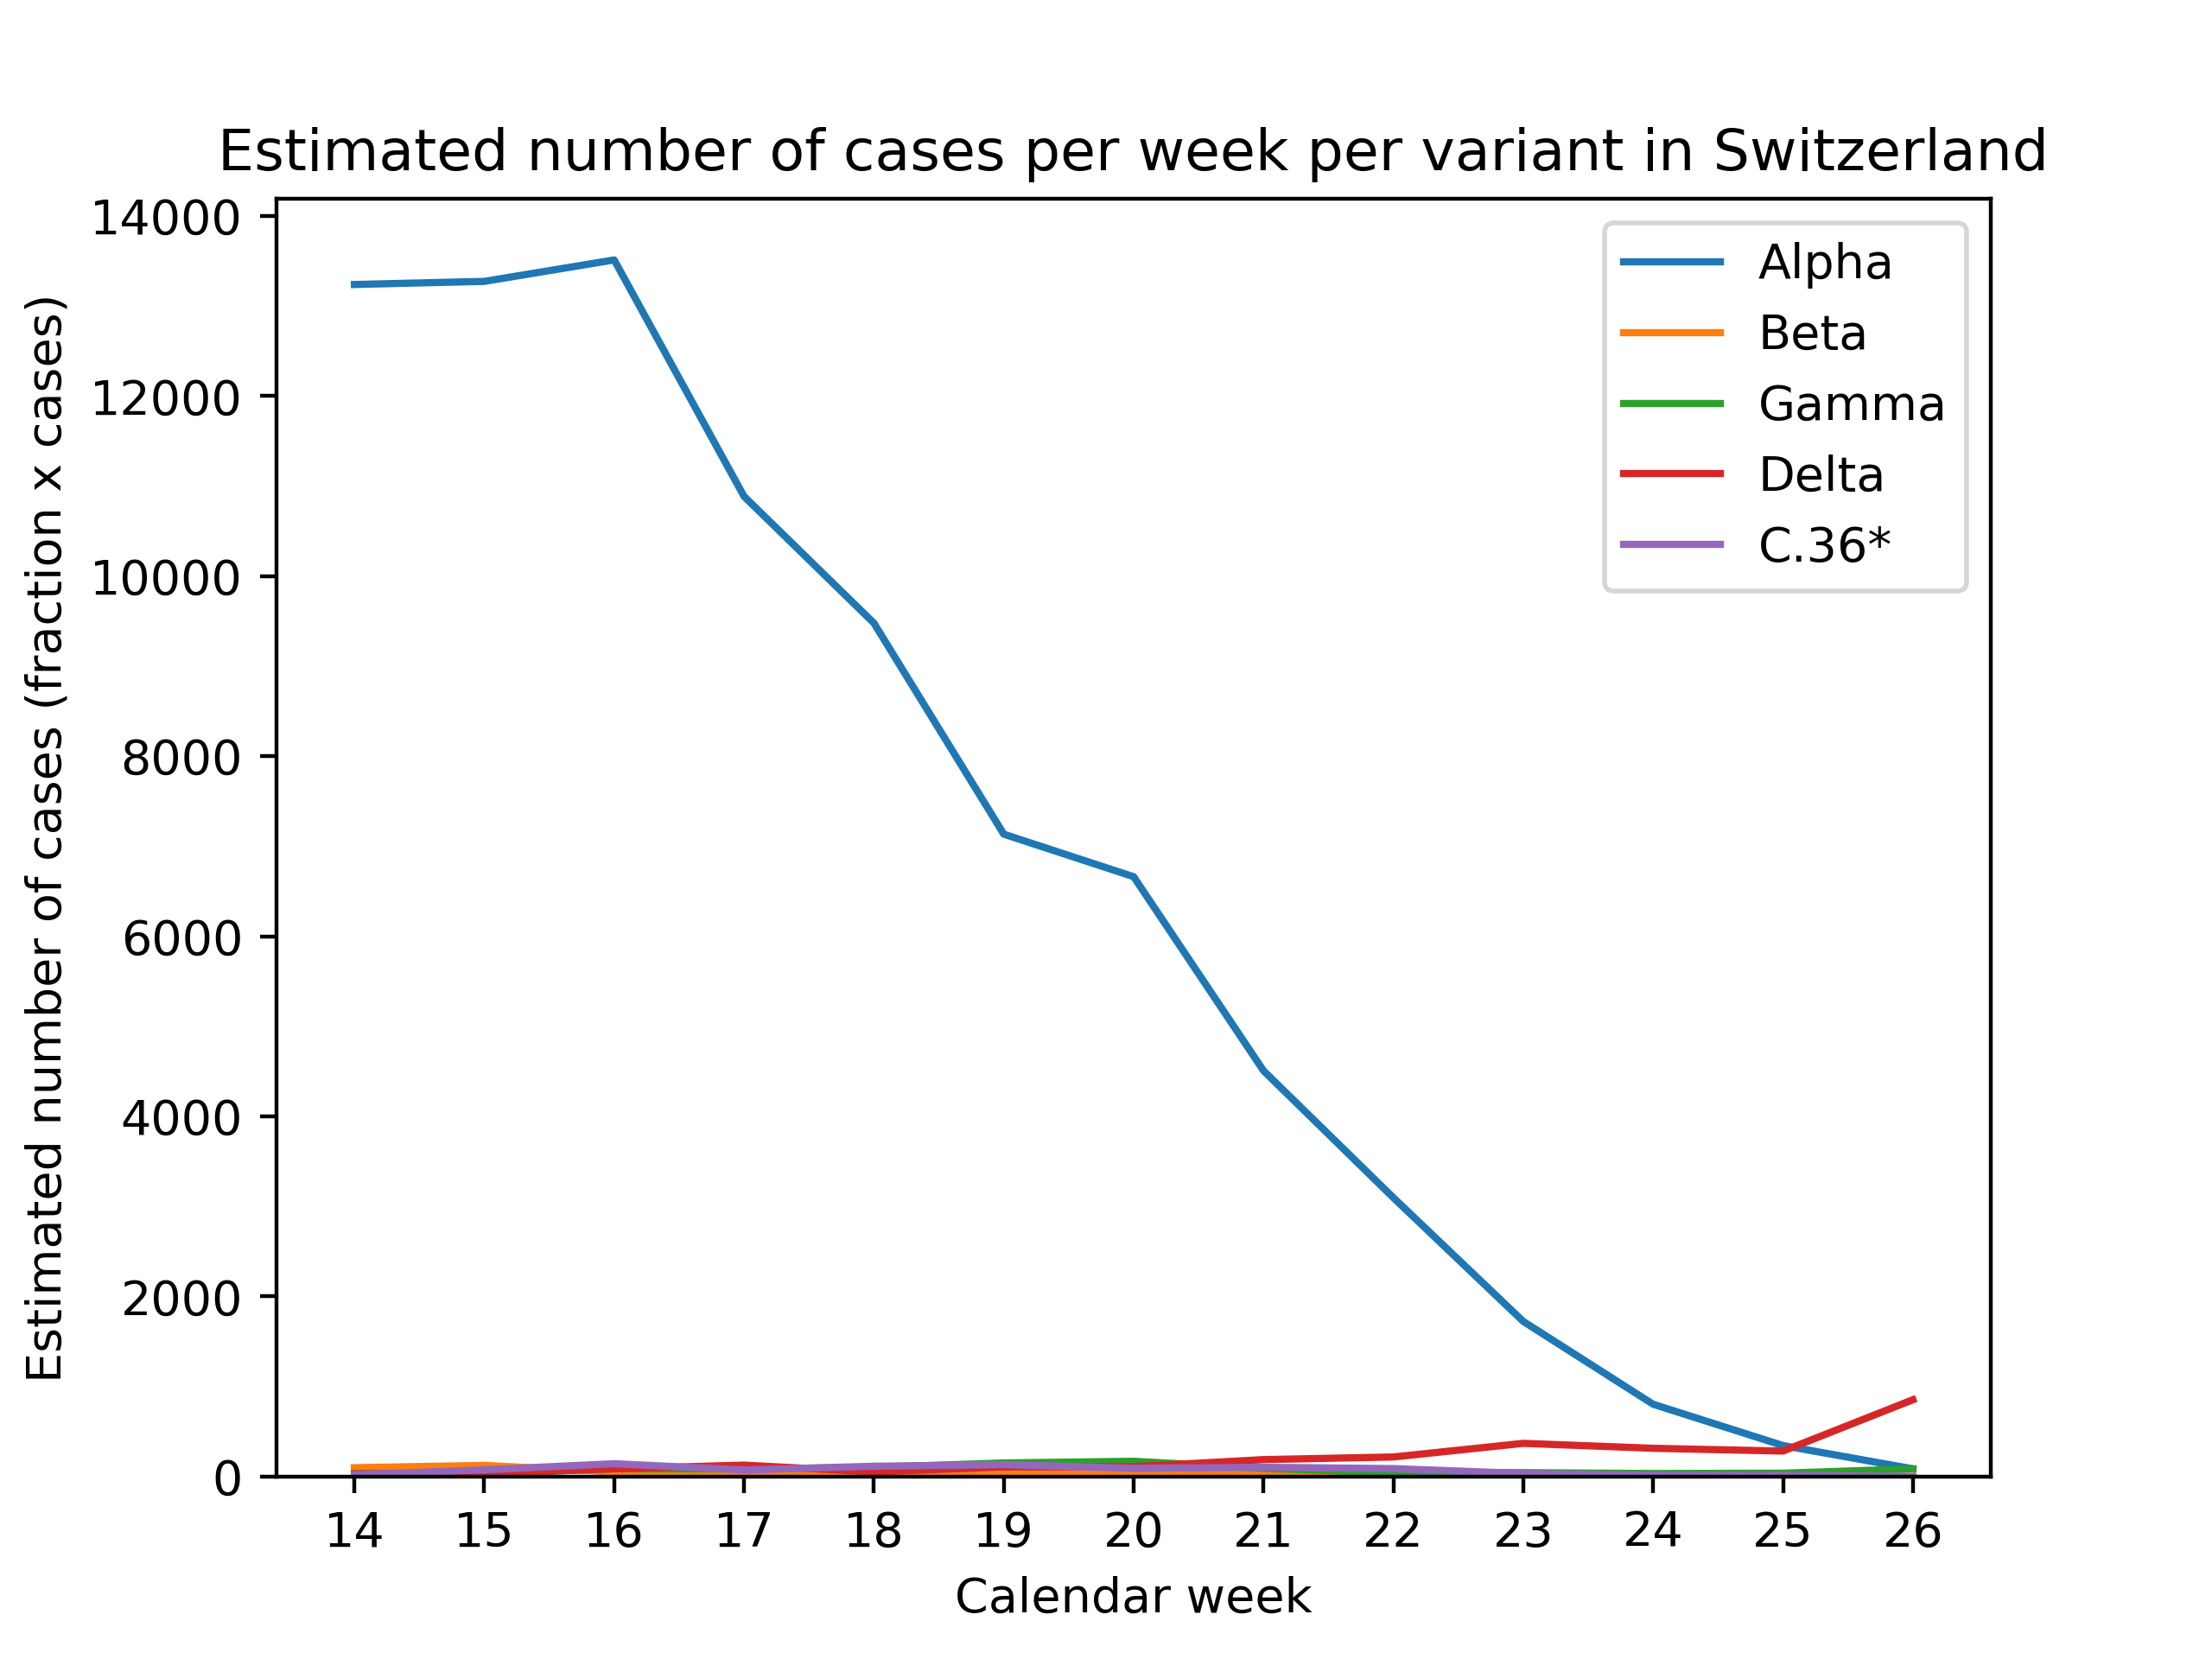 Estimated number of cases per week per variant in Switzerland
Estimated number of cases (fraction x cases)
14000
12000
10000
8000
6000
4000
2000
0
Alpha
Beta
Gamma
Delta
C.36*
14 15 16 17 18 19 20 21 22 23 24 25 26
Calendar week